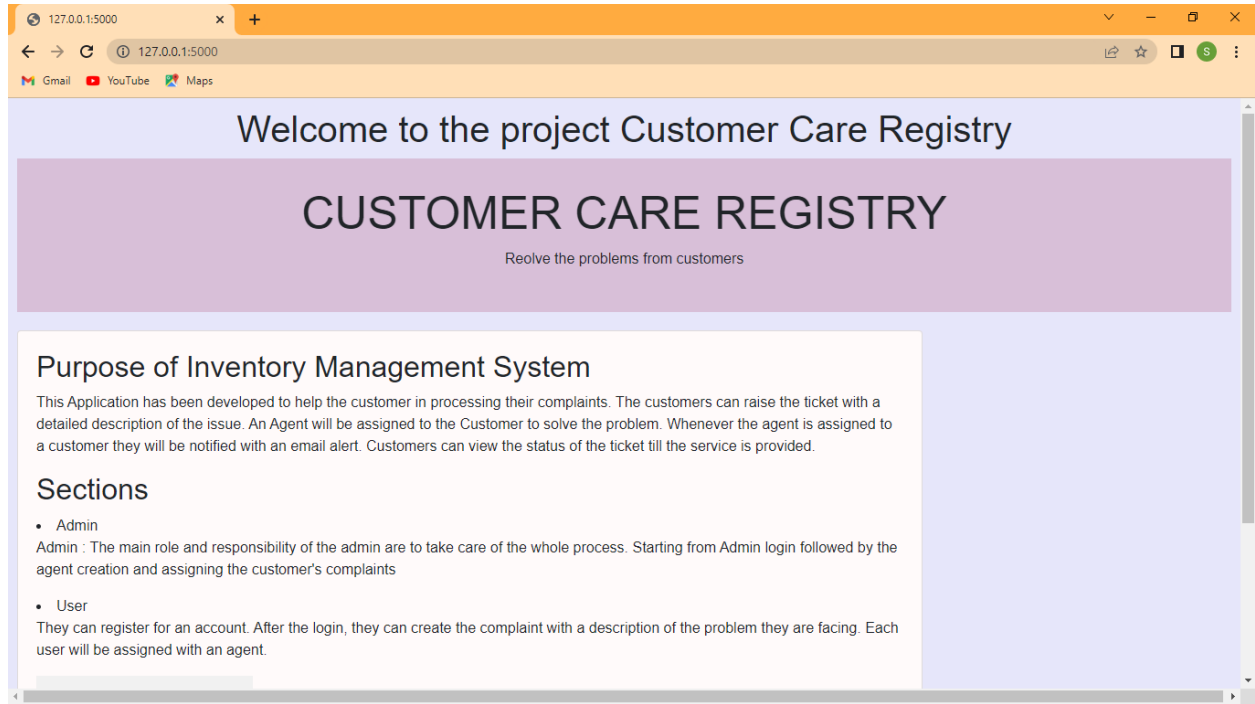 127.0.0.1:5000
127.0.0.1:5000
S
Gmail YouTube Maps
Welcome to the project Customer Care Registry
CUSTOMER CARE REGISTRY
Reolve the problems from customers
Purpose of Inventory Management System
This Application has been developed to help the customer in processing their complaints. The customers can raise the ticket with a
detailed description of the issue. An Agent will be assigned to the Customer to solve the problem. Whenever the agent is assigned to
a customer they will be notified with an email alert. Customers can view the status of the ticket till the service is provided.
Sections
• Admin
Admin : The main role and responsibility of the admin are to take care of the whole process. Starting from Admin login followed by the
agent creation and assigning the customer's complaints
• User
They can register for an account. After the login, they can create the complaint with a description of the problem they are facing. Each
user will be assigned with an agent.